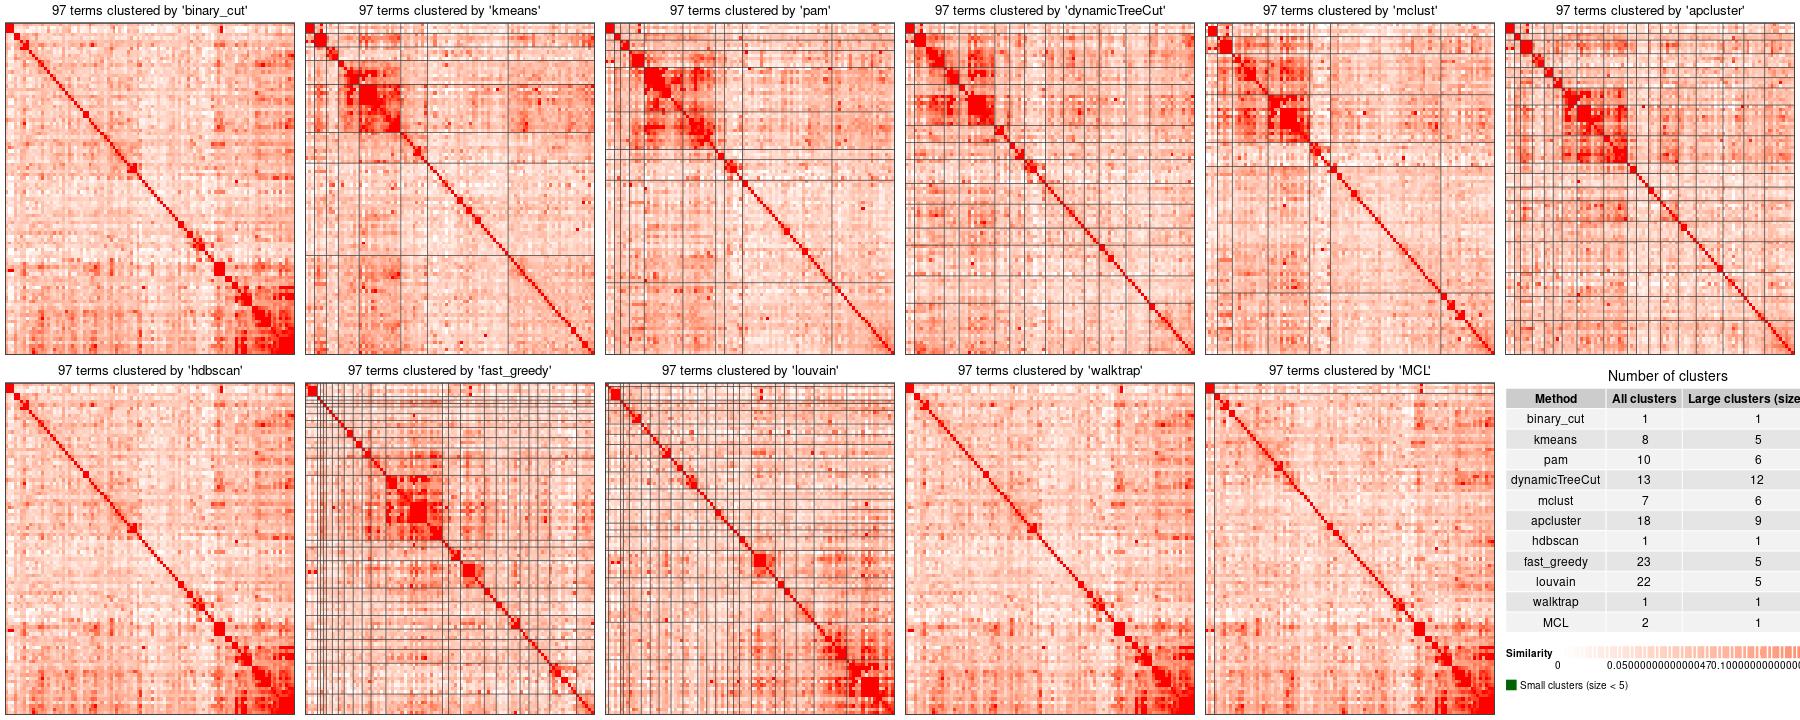 97 terms clustered by 'binary_cut'
97 terms clustered by 'kmeans'
97 terms clustered by 'pam'
97 terms clustered by 'dynamicTreeCut'
97 terms clustered by 'mclust'
97 terms clustered by 'apcluster'
97 terms clustered by 'hdbscan'
97 terms clustered by 'fast_greedy'
97 terms clustered by 'louvain'
97 terms clustered by 'walktrap'
97 terms clustered by 'MCL'
Number of clusters
Method All clusters Large clusters (size
binary_cut 1 1
kmeans 8 5
pam 10 6
dynamicTreeCut 13 12
mclust 7 6
apcluster 18 9
hdbscan 1 1
fast_greedy 23 5
louvain 22 5
walktrap 1 1
MCL 2 1
Similarity
0
Small clusters (size < 5)